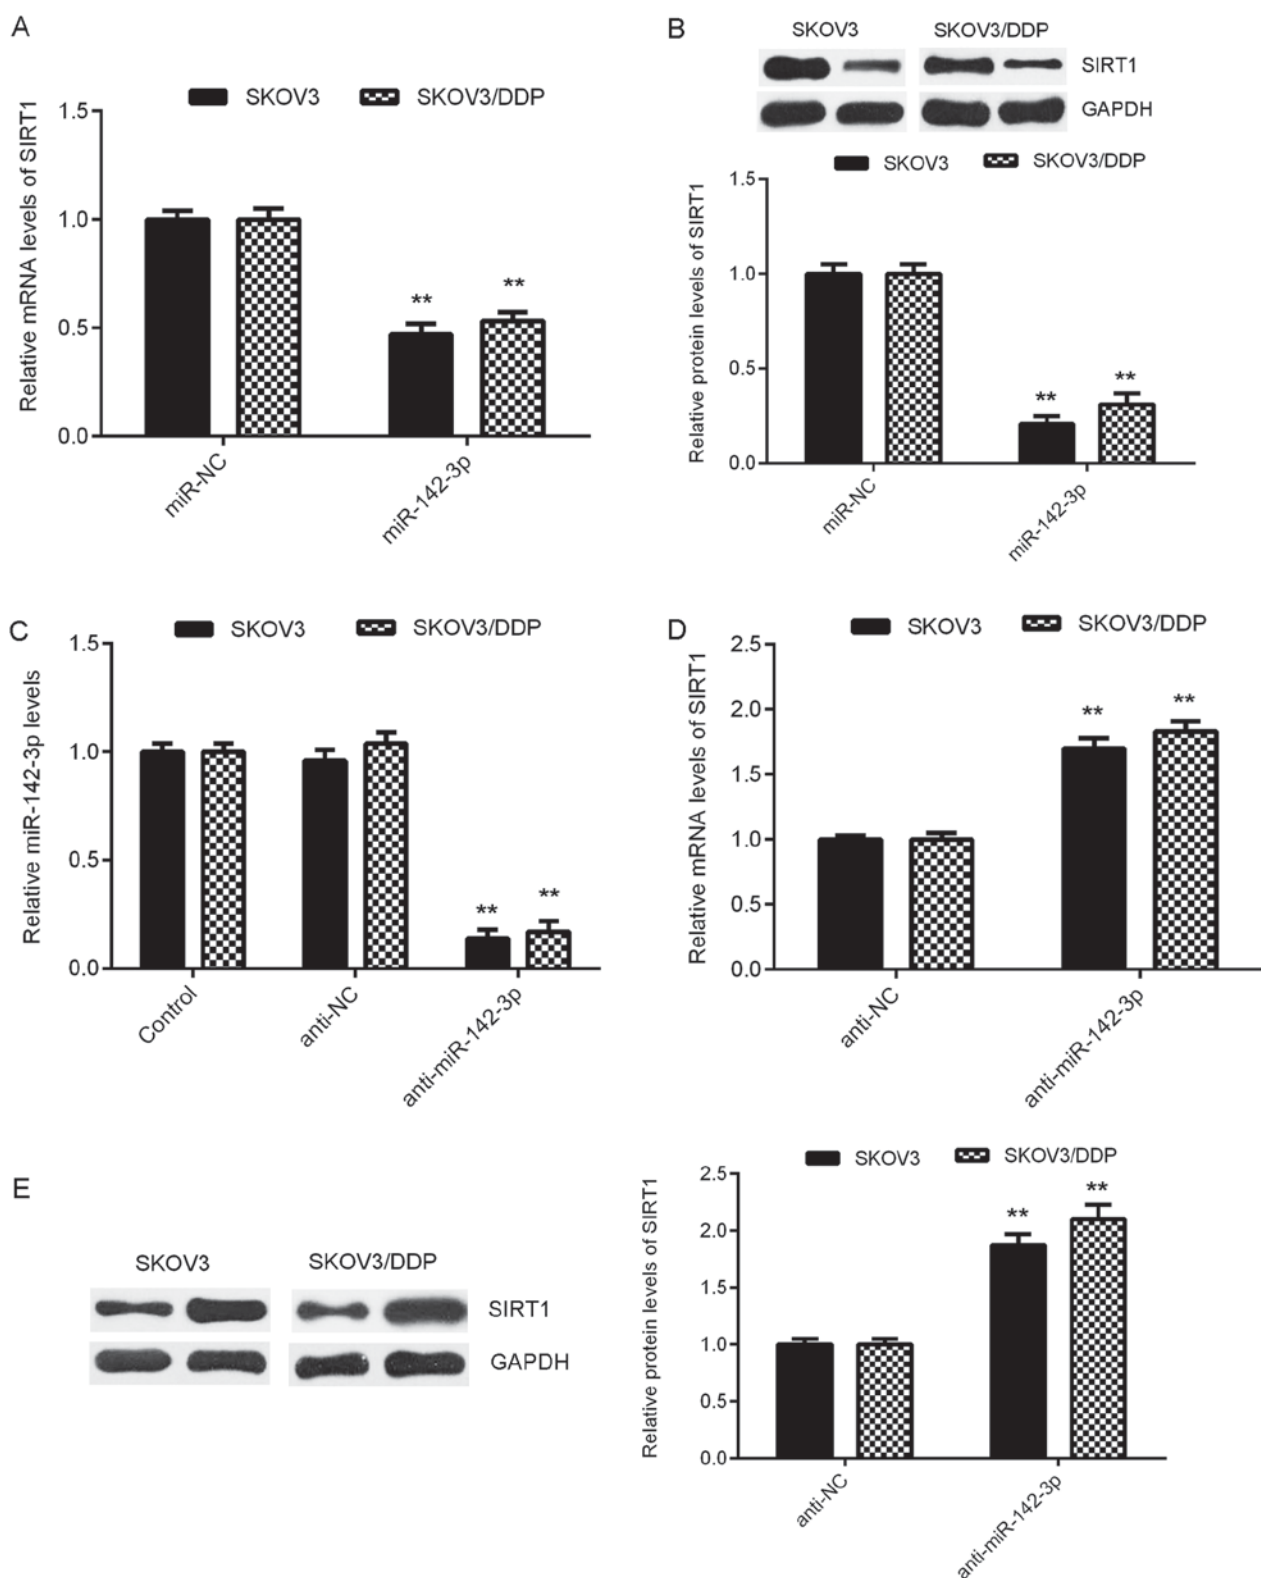 A
SKOV3 SKOV3/DDP
Relative mRNA levels of SIRT1
1.5
1.0
0.5
0.0
** **
miR-NC miR-142-3p
B
SKOV3 SKOV3/DDP
SIRT1
GAPDH
SKOV3 SKOV3/DDP
Relative protein levels of SIRT1
1.5
1.0
0.5
0.0
** **
miR-NC miR-142-3p
C
SKOV3 SKOV3/DDP
Relative miR-142-3p levels
1.5
1.0
0.5
0.0
** **
Control anti-NC anti-miR-142-3p
D
SKOV3 SKOV3/DDP
Relative mRNA levels of SIRT1
2.5
2.0
1.5
1.0
0.5
0.0
** **
anti-NC anti-miR-142-3p
E
SKOV3 SKOV3/DDP
SIRT1
GAPDH
SKOV3 SKOV3/DDP
Relative protein levels of SIRT1
2.5
2.0
1.5
1.0
0.5
0.0
** **
anti-NC anti-miR-142-3p